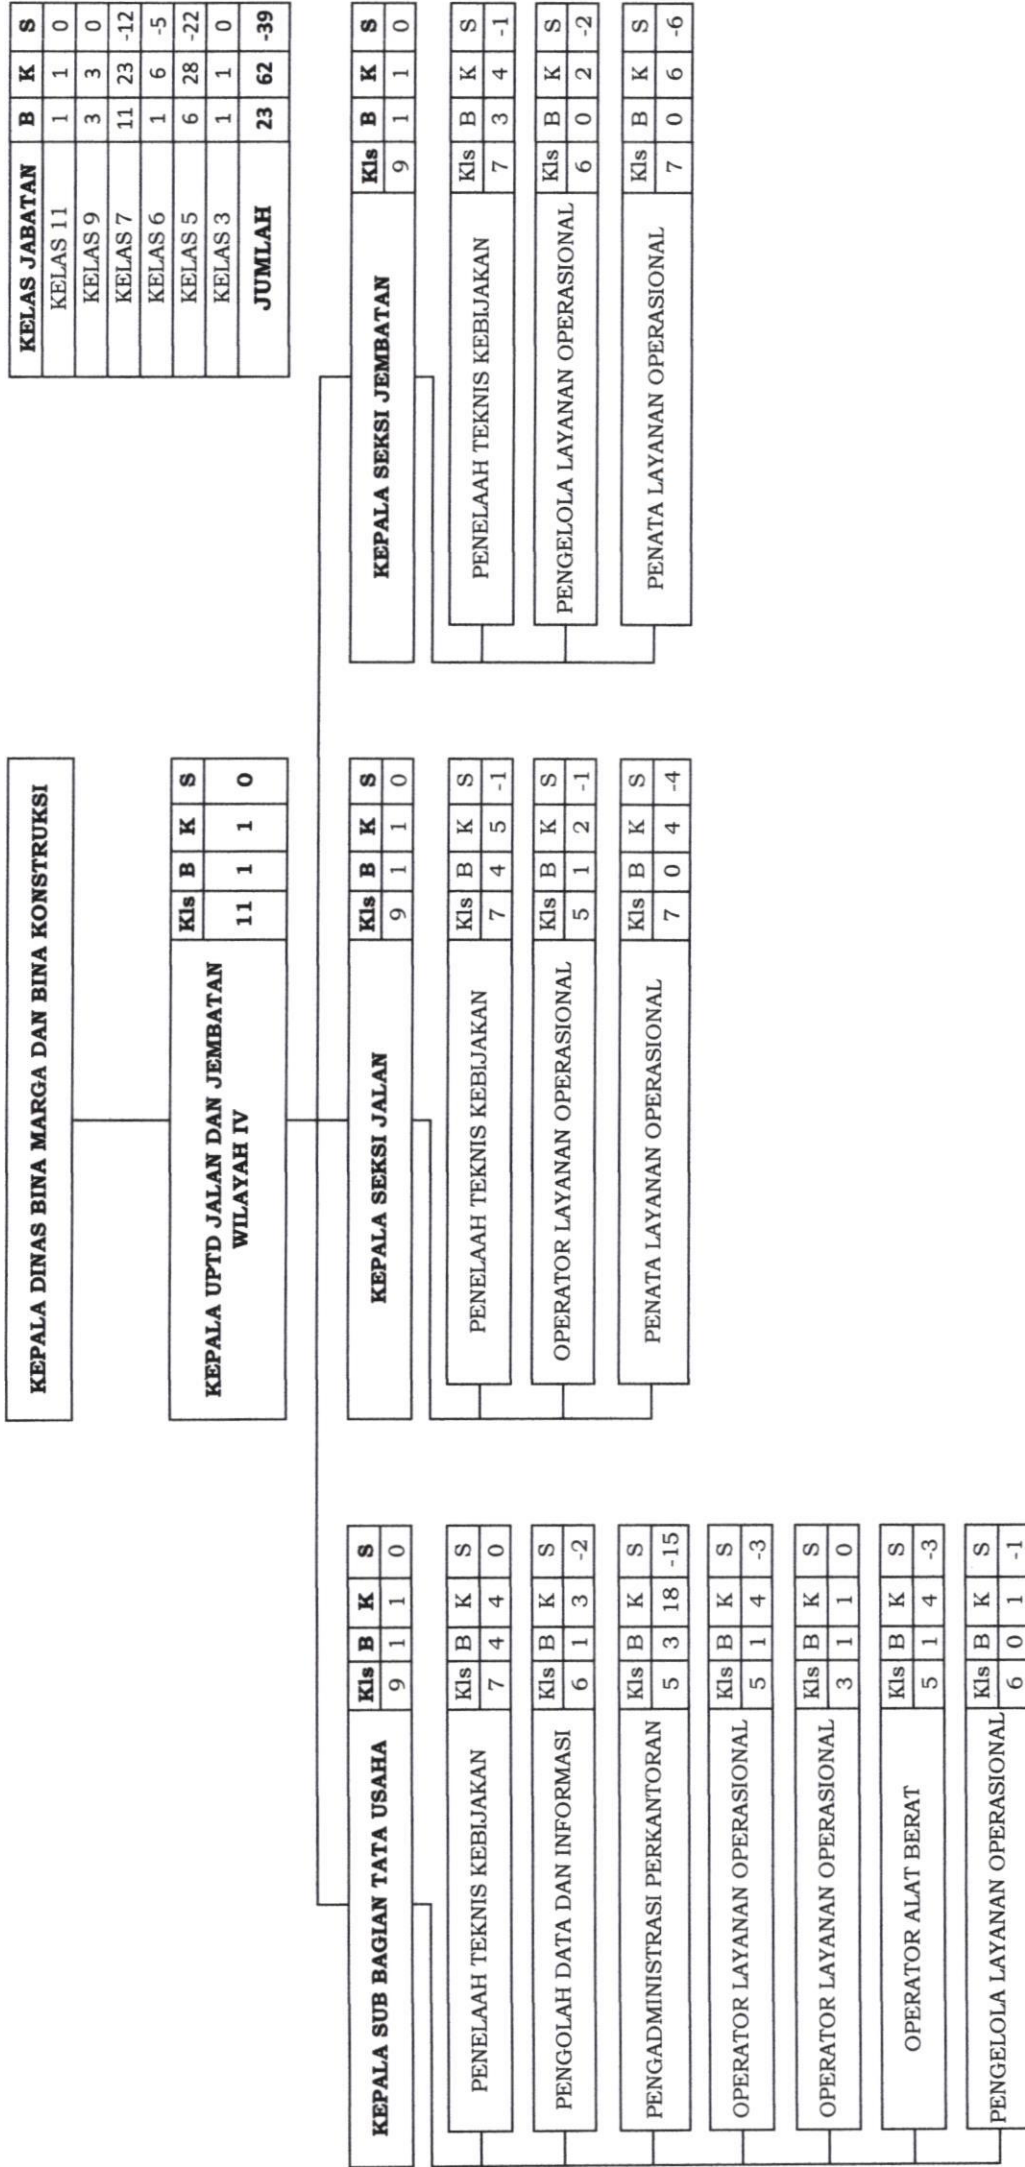 KELAS JABATAN B K S
KELAS 11 1 1 0
KELAS 9 3 3 0
KELAS 7 11 23 -12
KELAS 6 1 6 -5
KELAS 5 6 28 -22
KELAS 3 1 1 0
JUMLAH 23 62 -39
KEPALA DINAS BINA MARGA DAN BINA KONSTRUKSI
KEPALA UPTD JALAN DAN JEMBATAN
WILAYAH IV
Kls B K S
11 1 1 0
KEPALA SUB BAGIAN TATA USAHA
Kls B K S
9 1 1 0
PENELAAH TEKNIS KEBIJAKAN
Kls B K S
7 4 4 0
PENGOLAH DATA DAN INFORMASI
Kls B K S
6 1 3 -2
PENGADMINISTRASI PERKANTORAN
Kls B K S
5 3 18 -15
OPERATOR LAYANAN OPERASIONAL
Kls B K S
5 1 4 -3
OPERATOR LAYANAN OPERASIONAL
Kls B K S
3 1 1 0
OPERATOR ALAT BERAT
Kls B K S
5 1 4 -3
PENGELOLA LAYANAN OPERASIONAL
Kls B K S
6 0 1 -1
KEPALA SEKSI JALAN
Kls B K S
9 1 1 0
PENELAAH TEKNIS KEBIJAKAN
Kls B K S
7 4 5 -1
OPERATOR LAYANAN OPERASIONAL
Kls B K S
5 1 2 -1
PENATA LAYANAN OPERASIONAL
Kls B K S
7 0 4 -4
KEPALA SEKSI JEMBATAN
Kls B K S
9 1 1 0
PENELAAH TEKNIS KEBIJAKAN
Kls B K S
7 3 4 -1
PENGELOLA LAYANAN OPERASIONAL
Kls B K S
6 0 2 -2
PENATA LAYANAN OPERASIONAL
Kls B K S
7 0 6 -6